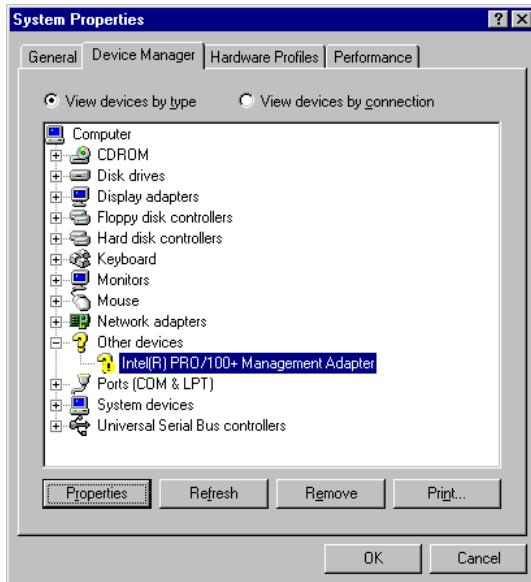 System Properties
General Device Manager Hardware Profiles Performance
View devices by type View devices by connection
Computer
CDROM
Disk drives
Display adapters
Floppy disk controllers
Hard disk controllers
Keyboard
Monitors
Mouse
Network adapters
Other devices
Intel(R) PRO/100+ Management Adapter
Ports (COM & LPT)
System devices
Universal Serial Bus controllers
Properties Refresh Remove Print...
OK Cancel